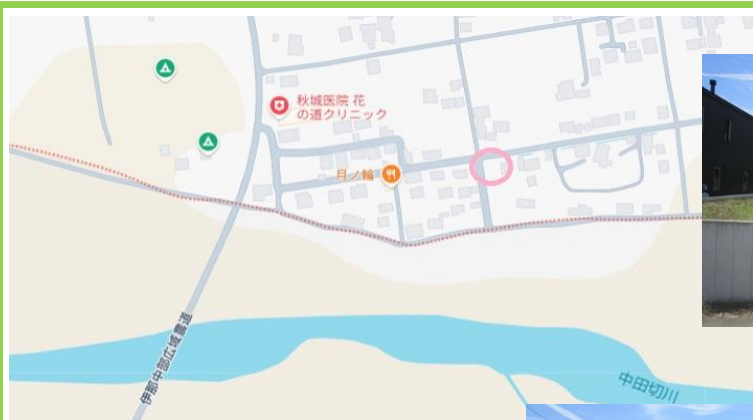 秋城医院 花
の道クリニック
月ノ輪
伊那中部広域農道
中田切川